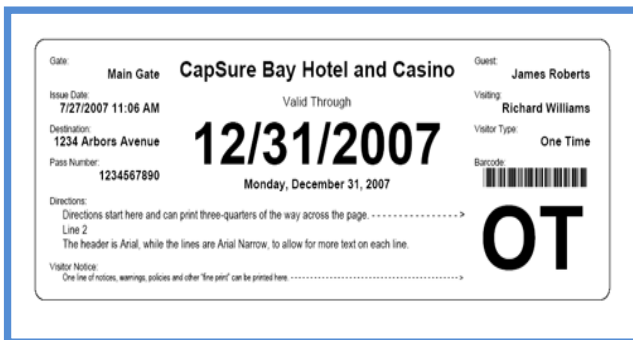 Gate:
Main Gate
Issue Date:
7/27/2007 11:06 AM
Destination:
1234 Arbors Avenue
Pass Number:
1234567890
CapSure Bay Hotel and Casino
Valid Through
12/31/2007
Monday, December 31, 2007
Guest:
James Roberts
Visiting:
Richard Williams
Visitor Type:
One Time
Barcode:
OT
Directions:
Directions start here and can print three-quarters of the way across the page. - - - - - - - - - - - - - - - - >
Line 2
The header is Arial, while the lines are Arial Narrow, to allow for more text on each line.
Visitor Notice:
One line of notices, warnings, policies and other "fine print" can be printed here. - - - - - - - - - - - - - - - - - - - - - - - - - - - - - - >